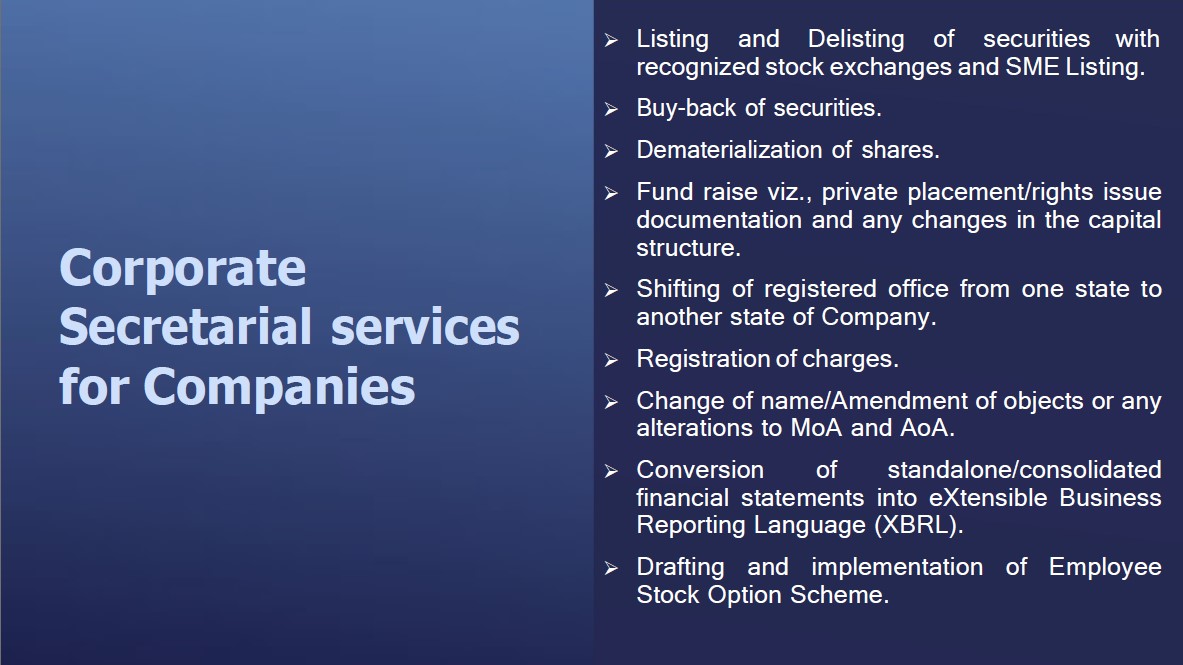 Corporate
Secretarial services
for Companies
➢ Listing and Delisting of securities with
recognized stock exchanges and SME Listing.
➢ Buy-back of securities.
➢ Dematerialization of shares.
➢ Fund raise viz., private placement/rights issue
documentation and any changes in the capital
structure.
➢ Shifting of registered office from one state to
another state of Company.
➢ Registration of charges.
➢ Change of name/Amendment of objects or any
alterations to MoA and AoA.
➢ Conversion of standalone/consolidated
financial statements into eXtensible Business
Reporting Language (XBRL).
➢ Drafting and implementation of Employee
Stock Option Scheme.